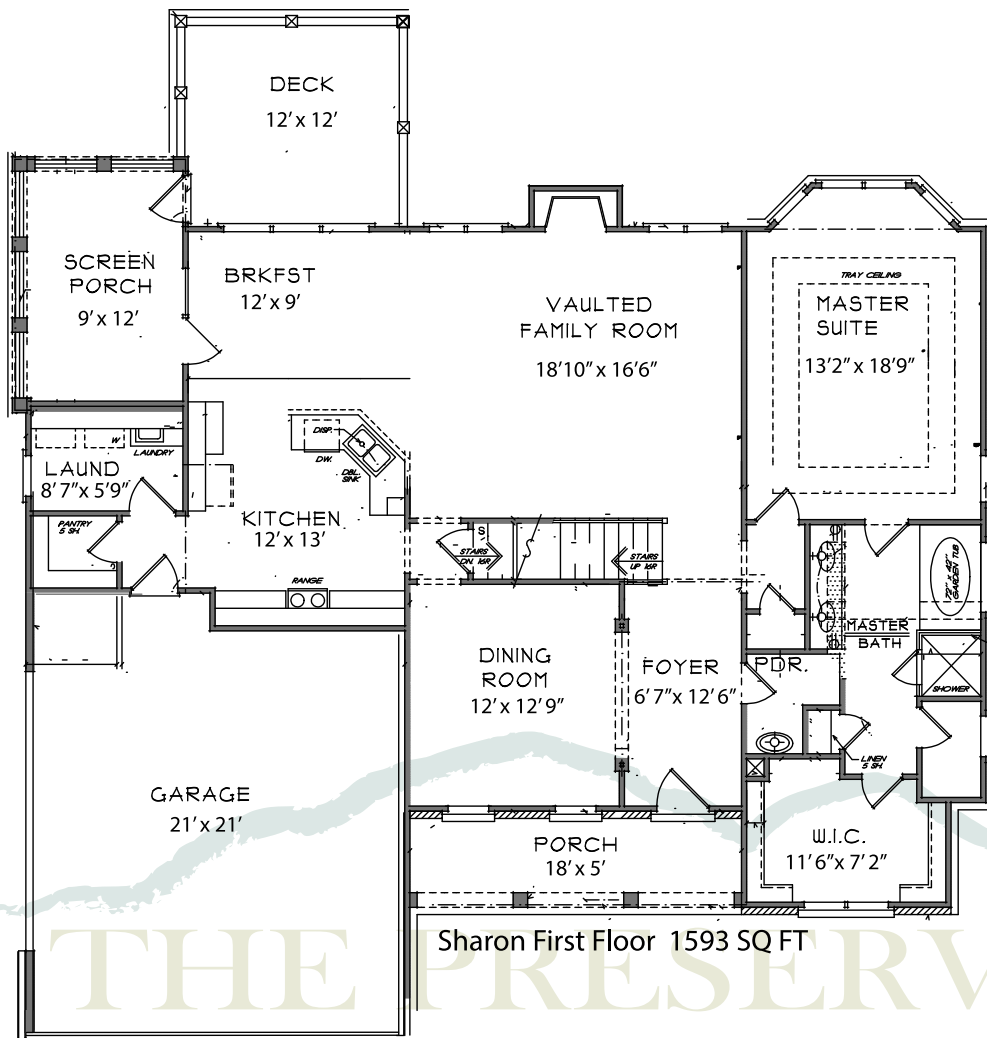 DECK
12' x 12'
SCREEN
PORCH
9' x 12'
BRKFST
12' x 9'
VAULTED
FAMILY ROOM
18'10" x 16'6"
TRAY CEILING
MASTER
SUITE
13'2" x 18'9"
W
LAUNDRY
LAUND
8' 7" x 5'9"
PANTRY
5 SH.
DISP.
DW.
DBL.
SINK
KITCHEN
12' x 13'
RANGE
S
STAIRS
DN. 16R
STAIRS
UP 16R
72" x 42"
GARDEN TUB
MASTER
BATH
SHOWER
DINING
ROOM
12' x 12'9"
FOYER
6'7" x 12'6"
PDR.
LINEN
5 SH.
GARAGE
21' x 21'
PORCH
18' x 5'
W.I.C.
11'6" x 7' 2"
Sharon First Floor 1593 SQ FT
THE PRESERV